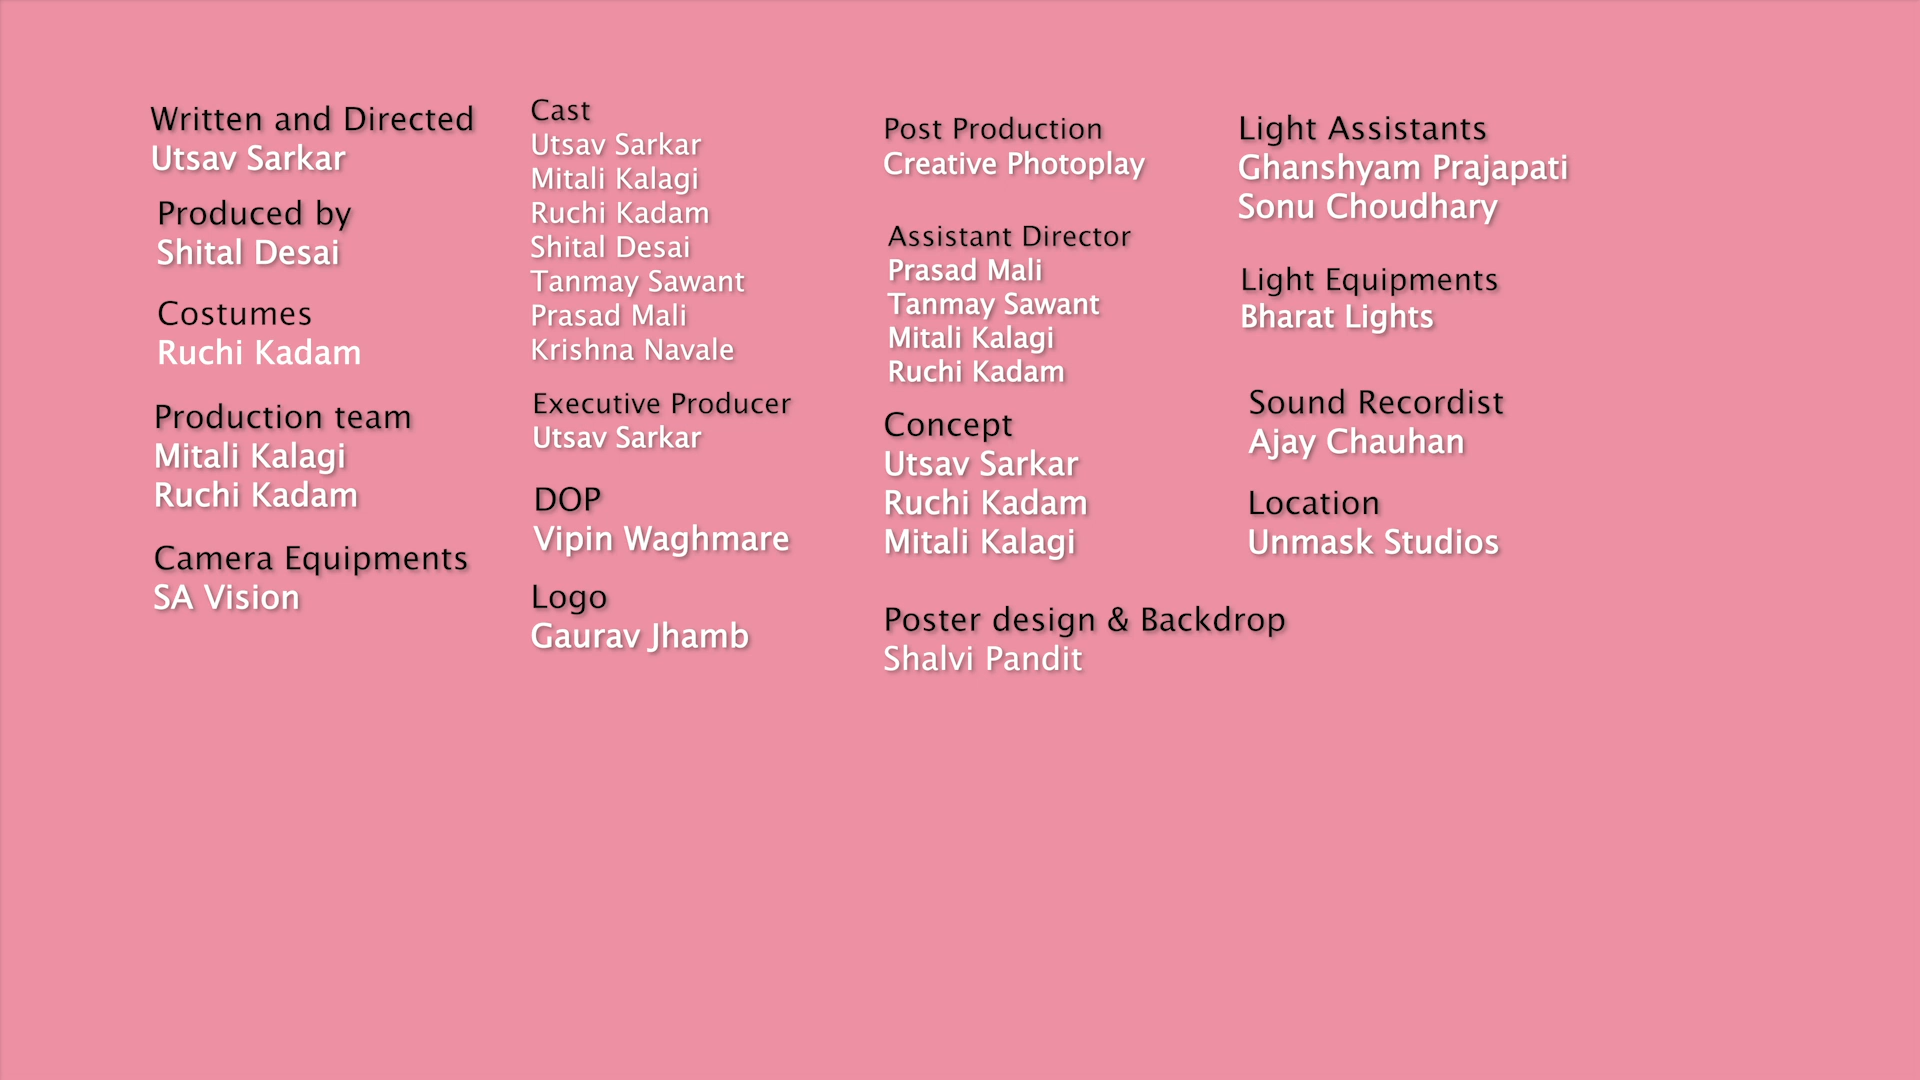 Written and Directed
Utsav Sarkar
Produced by
Shital Desai
Costumes
Ruchi Kadam
Production team
Mitali Kalagi
Ruchi Kadam
Camera Equipments
SA Vision
Cast
Utsav Sarkar
Mitali Kalagi
Ruchi Kadam
Shital Desai
Tanmay Sawant
Prasad Mali
Krishna Navale
Executive Producer
Utsav Sarkar
DOP
Vipin Waghmare
Logo
Gaurav Jhamb
Post Production
Creative Photoplay
Assistant Director
Prasad Mali
Tanmay Sawant
Mitali Kalagi
Ruchi Kadam
Concept
Utsav Sarkar
Ruchi Kadam
Mitali Kalagi
Poster design & Backdrop
Shalvi Pandit
Light Assistants
Ghanshyam Prajapati
Sonu Choudhary
Light Equipments
Bharat Lights
Sound Recordist
Ajay Chauhan
Location
Unmask Studios